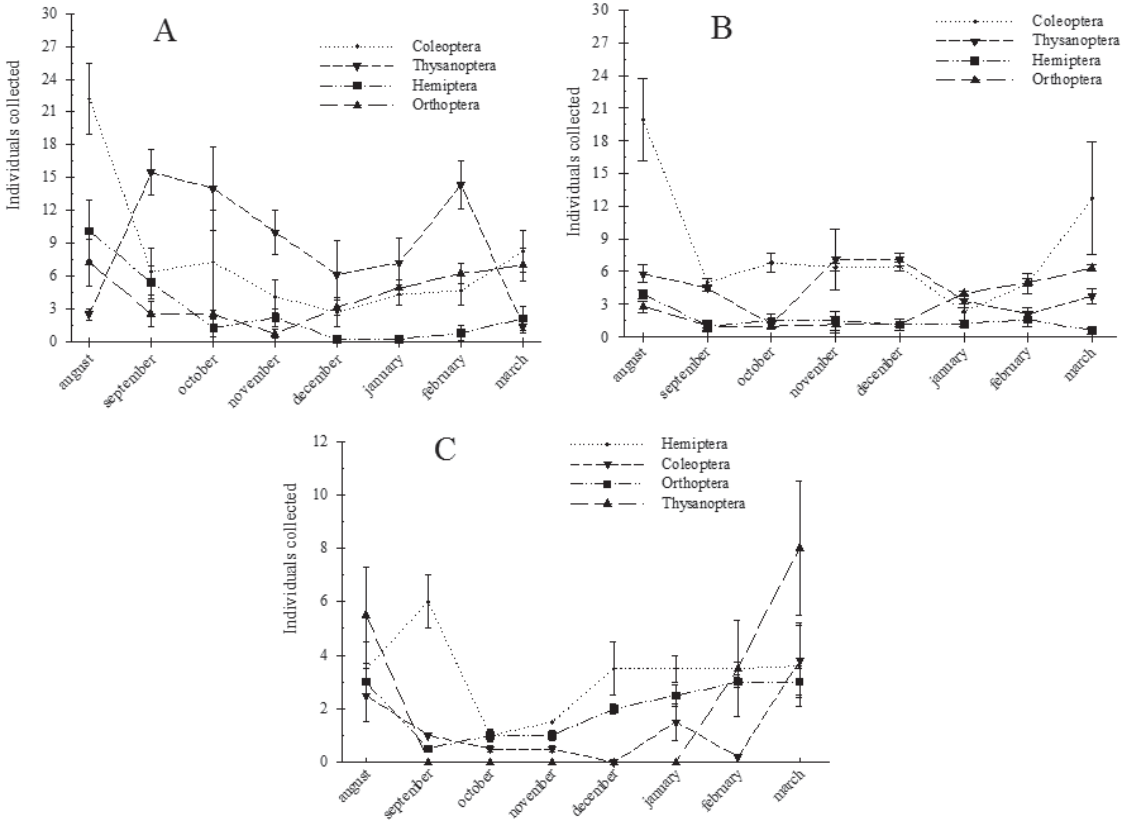 A
Individuals collected
30
27
24
21
18
15
12
9
6
3
0
Coleoptera
Thysanoptera
Hemiptera
Orthoptera
august
september
october
november
december
january
february
march
B
Individuals collected
30
27
24
21
18
15
12
9
6
3
0
Coleoptera
Thysanoptera
Hemiptera
Orthoptera
august
september
october
november
december
january
february
march
C
Individuals collected
12
10
8
6
4
2
0
Hemiptera
Coleoptera
Orthoptera
Thysanoptera
august
september
october
november
december
january
february
march